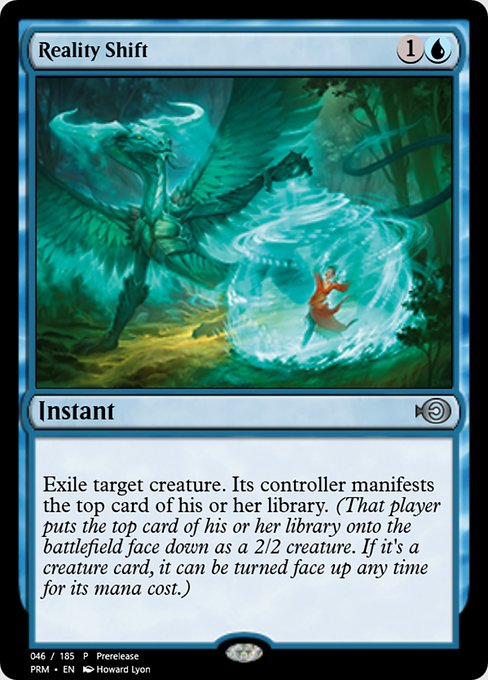 Reality Shift 1
Instant
Exile target creature. Its controller manifests
the top card of his or her library. (That player
puts the top card of his or her library onto the
battlefield face down as a 2/2 creature. If it's a
creature card, it can be turned face up any time
for its mana cost.)
046 / 185 P Prerelease
PRM • EN Howard Lyon